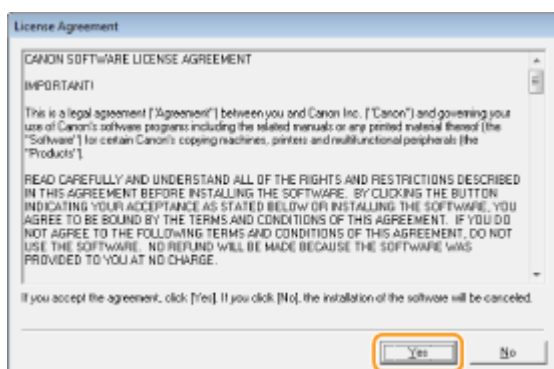 License Agreement
CANON SOFTWARE LICENSE AGREEMENT
IMPORTANT!
This is a legal agreement ("Agreement") between you and Canon Inc. ("Canon") and governing your
use of Canon's software programs including the related manuals or any printed material thereof (the
"Software") for certain Canon's copying machines, printers and multifunctional peripherals (the
"Products").
READ CAREFULLY AND UNDERSTAND ALL OF THE RIGHTS AND RESTRICTIONS DESCRIBED
IN THIS AGREEMENT BEFORE INSTALLING THE SOFTWARE. BY CLICKING THE BUTTON
INDICATING YOUR ACCEPTANCE AS STATED BELOW OR INSTALLING THE SOFTWARE, YOU
AGREE TO BE BOUND BY THE TERMS AND CONDITIONS OF THIS AGREEMENT. IF YOU DO
NOT AGREE TO THE FOLLOWING TERMS AND CONDITIONS OF THIS AGREEMENT, DO NOT
USE THE SOFTWARE. NO REFUND WILL BE MADE BECAUSE THE SOFTWARE WAS
PROVIDED TO YOU AT NO CHARGE.
If you accept the agreement, click [Yes]. If you click [No], the installation of the software will be canceled.
Yes
No